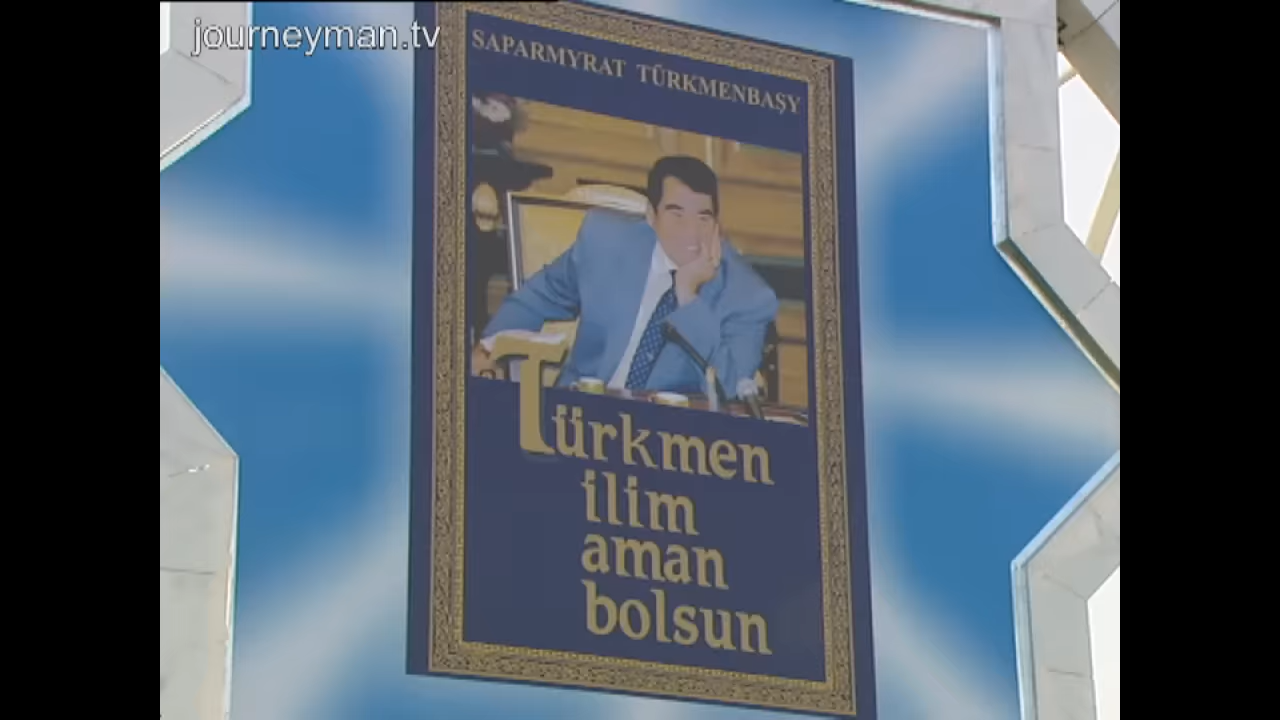 journeyman.tv
SAPARMYRAT TÜRKMENBAŞY
Türkmen
ilim
aman
bolsun